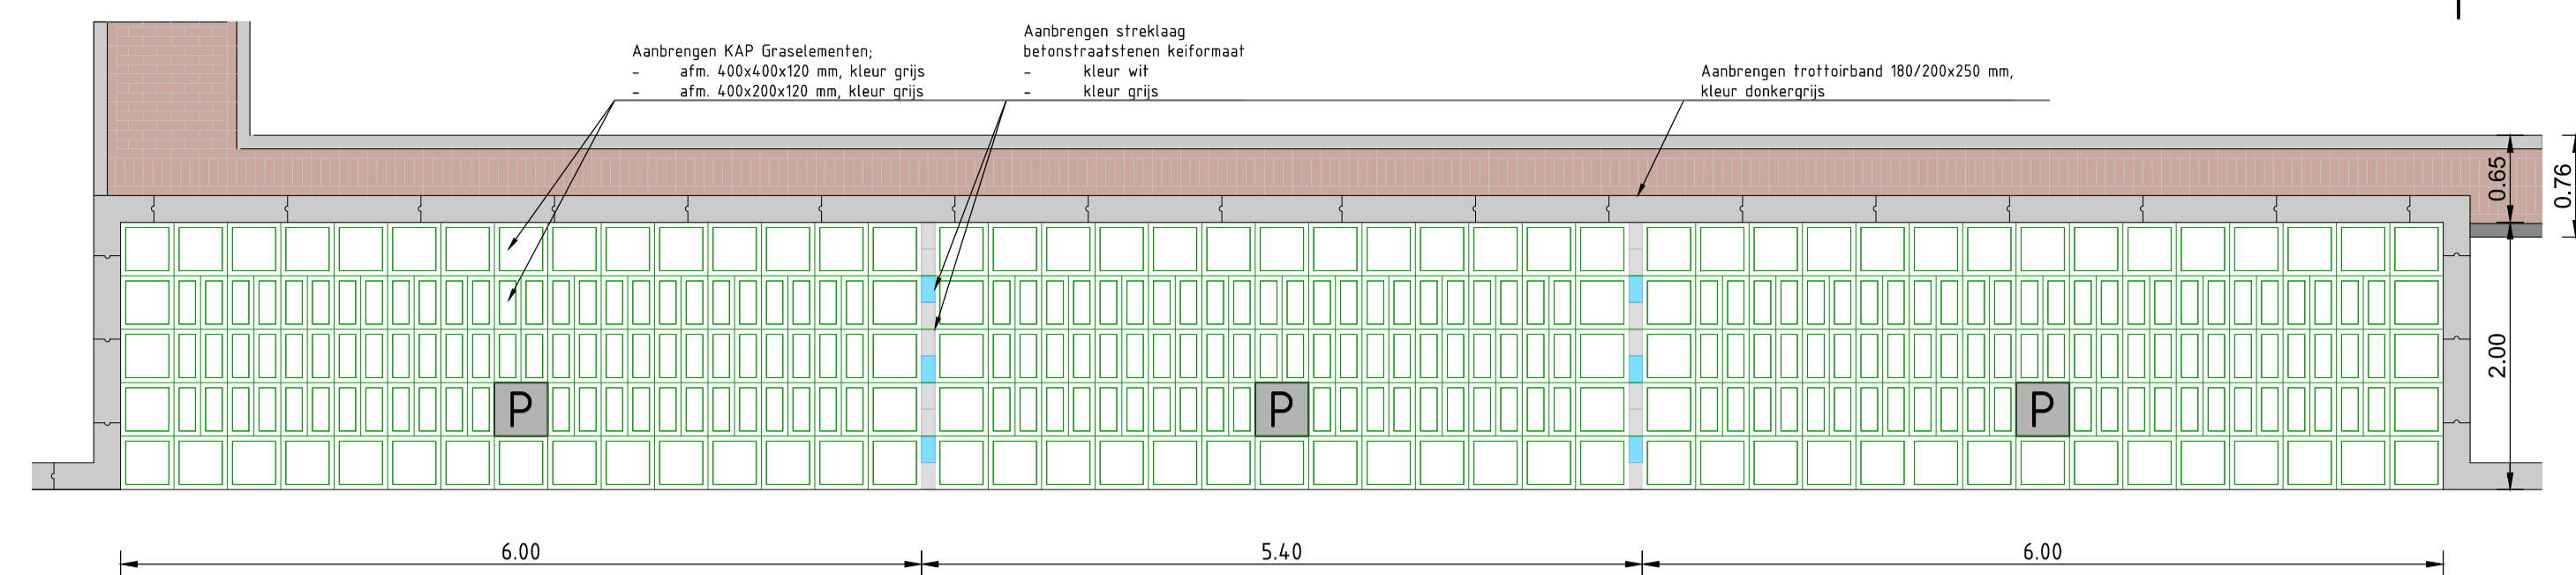 Aanbrengen KAP Graselementen;
- afm. 400x400x120 mm, kleur grijs
- afm. 400x200x120 mm, kleur grijs
Aanbrengen streklaag
betonstraatstenen keiformaat
- kleur wit
- kleur grijs
Aanbrengen trottoirband 180/200x250 mm,
kleur donkergrijs
0.65
0.76
2.00
P
P
P
6.00
5.40
6.00